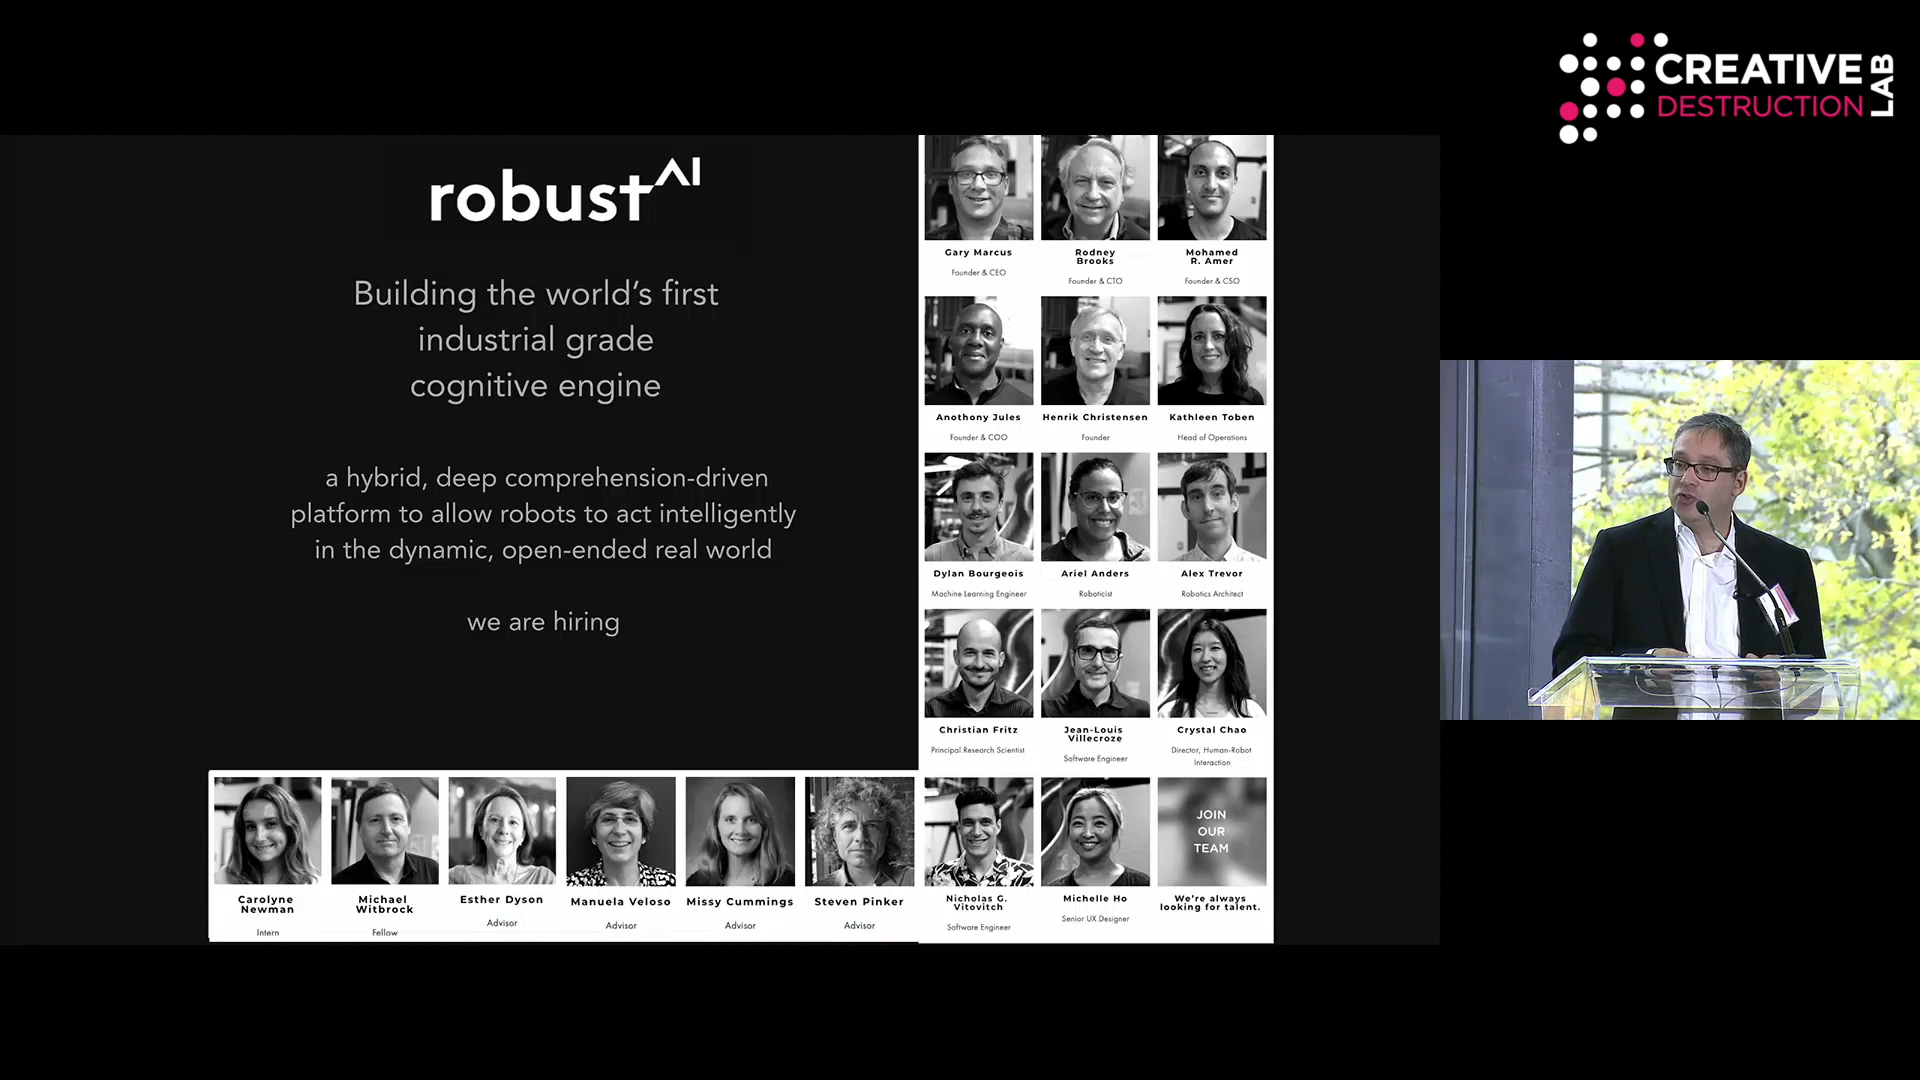 CREATIVE
DESTRUCTION
LAB
robust AI
Building the world's first
industrial grade
cognitive engine
a hybrid, deep comprehension-driven
platform to allow robots to act intelligently
in the dynamic, open-ended real world
we are hiring
Gary Marcus
Founder & CEO
Rodney
Brooks
Founder & CTO
Mohamed
R. Amer
Founder & CSO
Anothony Jules
Founder & COO
Henrik Christensen
Founder
Kathleen Toben
Head of Operations
Dylan Bourgeois
Machine Learning Engineer
Ariel Anders
Roboticist
Alex Trevor
Robotics Architect
Christian Fritz
Principal Research Scientist
Jean-Louis
Villecroze
Software Engineer
Crystal Chao
Director, Human-Robot
Interaction
Carolyne
Newman
Intern
Michael
Witbrock
Fellow
Esther Dyson
Advisor
Manuela Veloso
Advisor
Missy Cummings
Advisor
Steven Pinker
Advisor
Nicholas G.
Vitovitch
Software Engineer
Michelle Ho
Senior UX Designer
JOIN
OUR
TEAM
We're always
looking for talent.